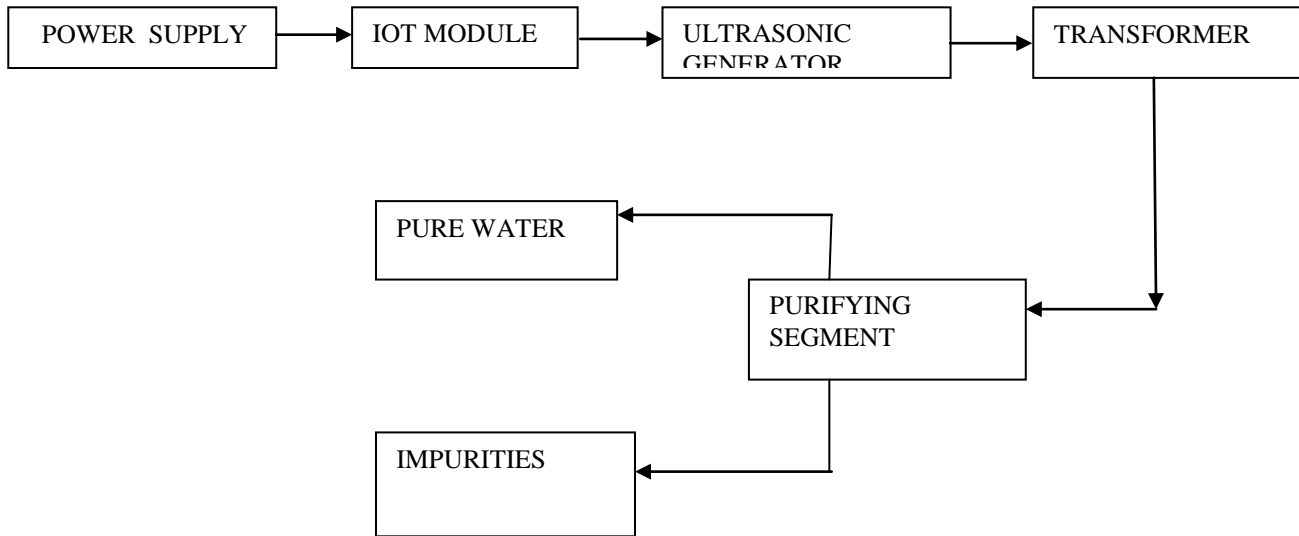 POWER SUPPLY
IOT MODULE
ULTRASONIC
GENERATOR
TRANSFORMER
PURE WATER
PURIFYING
SEGMENT
IMPURITIES